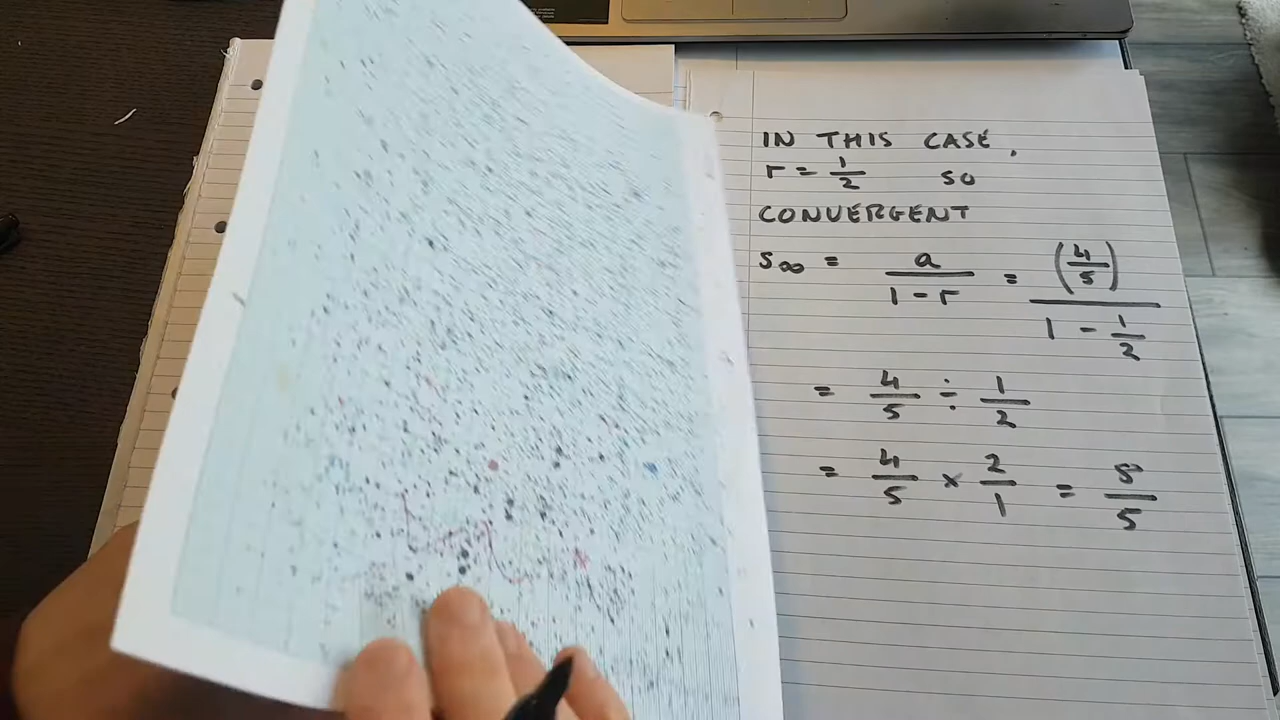 IN THIS CASE,
r = 1/2 so
CONVERGENT
S∞ = a/(1-r) = (4/5)/(1 - 1/2)
= 4/5 ÷ 1/2
= 4/5 × 2/1 = 8/5